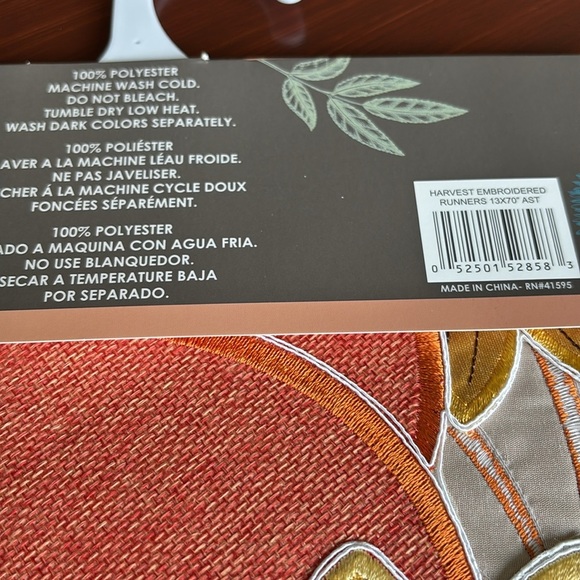 100% POLYESTER
MACHINE WASH COLD.
DO NOT BLEACH.
TUMBLE DRY LOW HEAT.
WASH DARK COLORS SEPARATELY.
100% POLIÉSTER
AVER A LA MACHINE LÉAU FROIDE.
NE PAS JAVELISER.
CHER Á LA MACHINE CYCLE DOUX
FONCÉES SÉPARÉMENT.
100% POLYESTER
ADO A MAQUINA CON AGUA FRIA.
NO USE BLANQUEDOR.
SECAR A TEMPERATURE BAJA
POR SEPARADO.
HARVEST EMBROIDERED
RUNNERS 13X70" AST
0 52501 52858 3
MADE IN CHINA- RN#41595